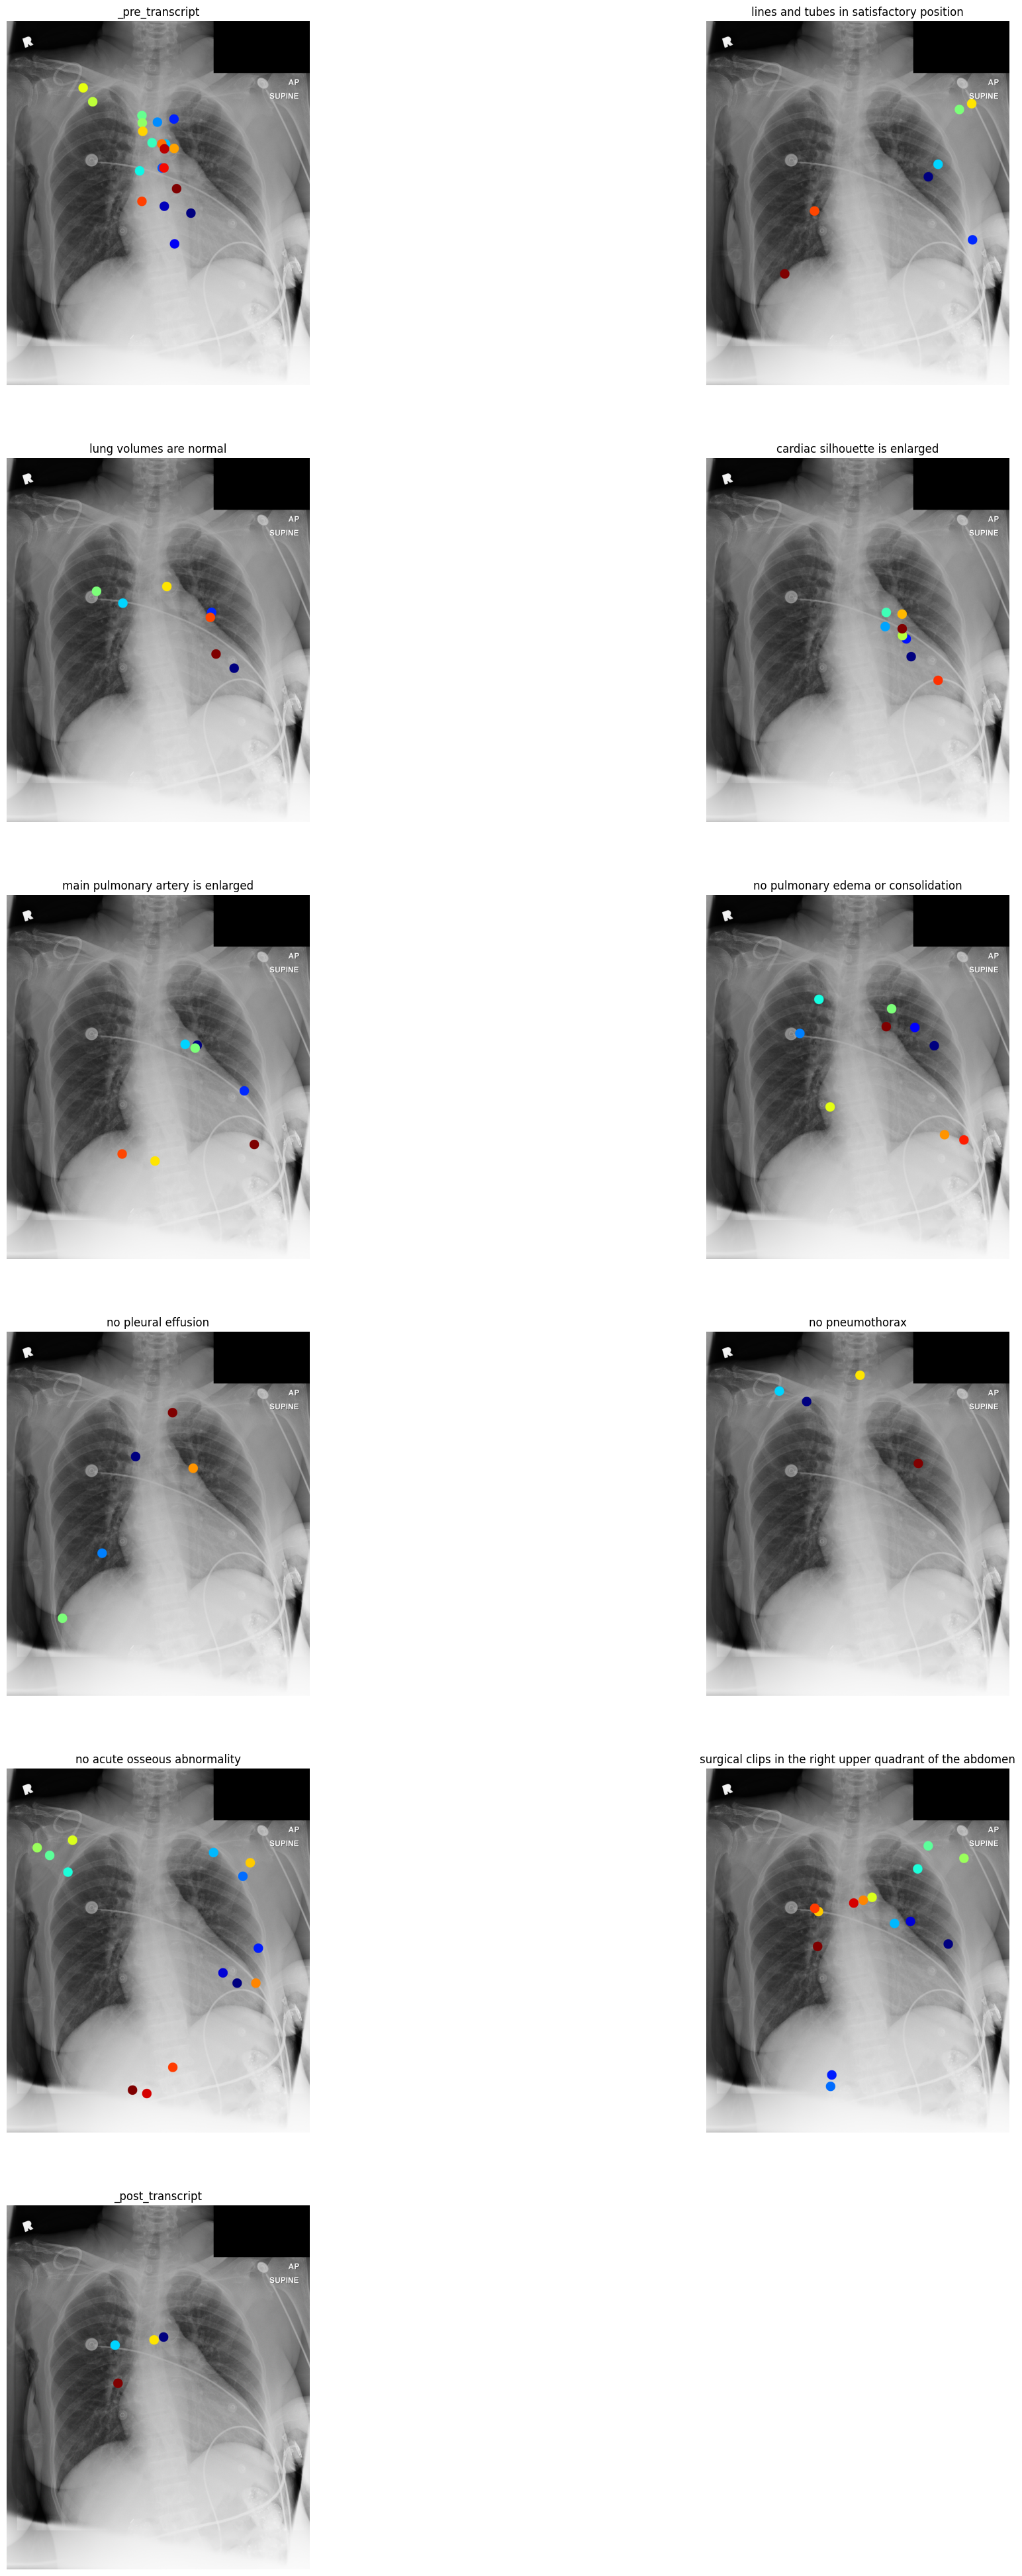 _pre_transcript
R
AP
SUPINE
lines and tubes in satisfactory position
R
AP
SUPINE
lung volumes are normal
R
AP
SUPINE
cardiac silhouette is enlarged
R
AP
SUPINE
main pulmonary artery is enlarged
R
AP
SUPINE
no pulmonary edema or consolidation
R
AP
SUPINE
no pleural effusion
R
AP
SUPINE
no pneumothorax
R
AP
SUPINE
no acute osseous abnormality
R
AP
SUPINE
surgical clips in the right upper quadrant of the abdomen
R
AP
SUPINE
_post_transcript
R
AP
SUPINE